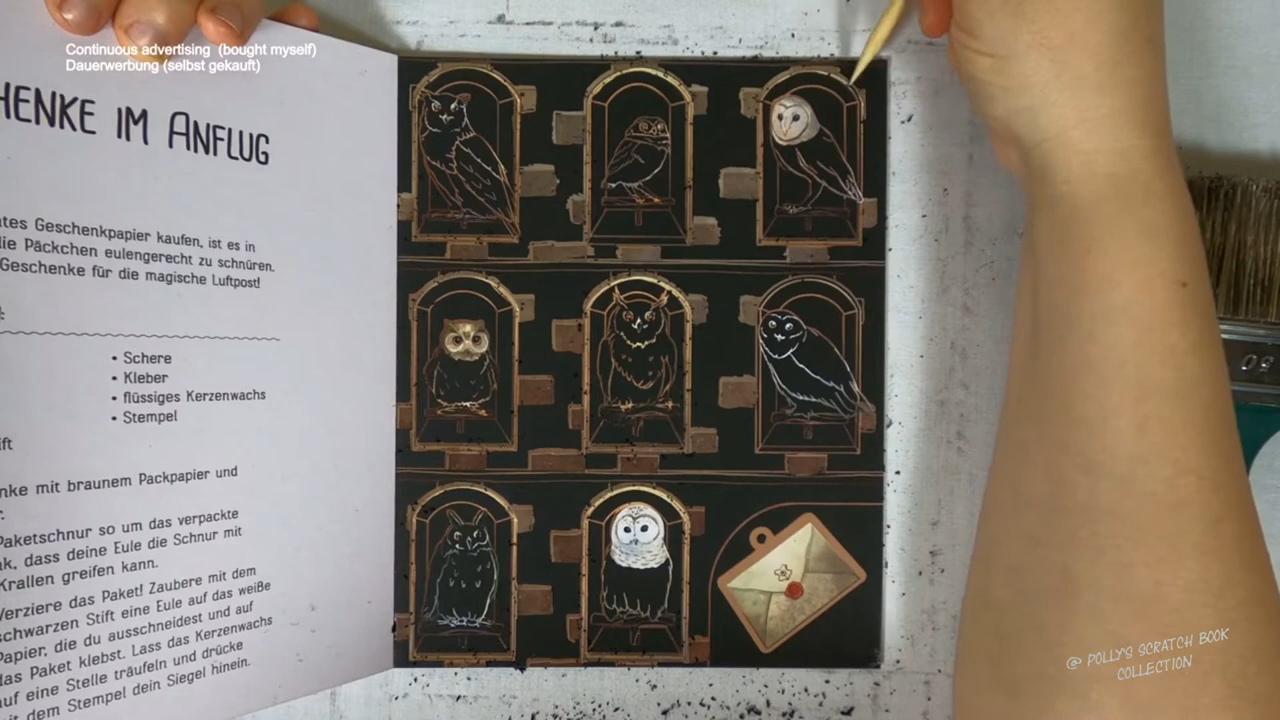 Continuous advertising (bought myself)
Dauerwerbung (selbst gekauft)
HENKE IM ANFLUG
Geschenkpapier kaufen, ist es in
die Päckchen eulengerecht zu schnüren.
Geschenke für die magische Luftpost!
• Schere
• Kleber
• flüssiges Kerzenwachs
• Stempel
mit braunem Packpapier und
Paketschnur so um das verpackte
dass deine Eule die Schnur mit
Krallen greifen kann.
Verziere das Paket! Zaubere mit dem
schwarzen Stift eine Eule auf das weiße
Papier, die du ausschneidest und auf
das Paket klebst. Lass das Kerzenwachs
auf eine Stelle träufeln und drücke
mit dem Stempel dein Siegel hinein.
50
@ POLLY'S SCRATCH BOOK
COLLECTION